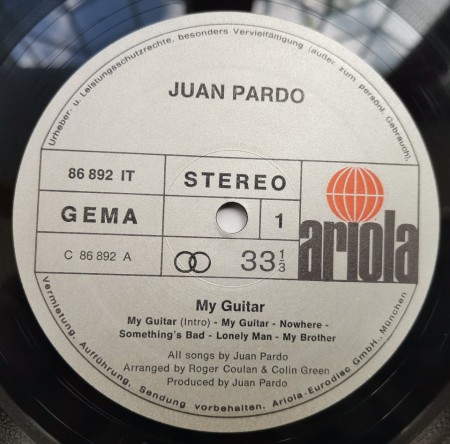 Urheber- u. Leistungsschutzrechte, besonders Vervielfältigung (außer zum persönl. Gebrauch),
JUAN PARDO
86 892 IT
STEREO
GEMA
1
ariola
C 86 892 A
33 1/3
My Guitar
My Guitar (Intro) - My Guitar - Nowhere -
Something's Bad - Lonely Man - My Brother
All songs by Juan Pardo
Arranged by Roger Coulan & Colin Green
Produced by Juan Pardo
Vermietung, Aufführung, Sendung vorbehalten. Ariola-Eurodisc GmbH., München